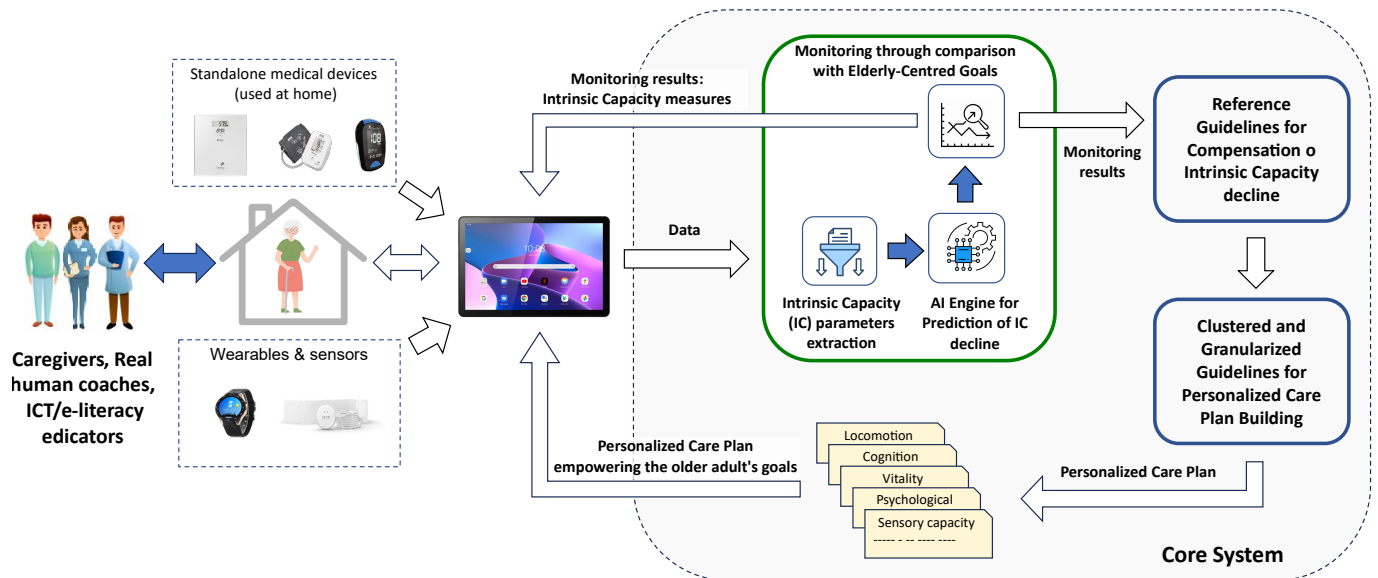 Standalone medical devices
(used at home)
Caregivers, Real
human coaches,
ICT/e-literacy
edicators
Wearables & sensors
Monitoring results:
Intrinsic Capacity measures
10:08
108
Data
Personalized Care Plan
empowering the older adult's goals
Monitoring through comparison
with Elderly-Centred Goals
Intrinsic Capacity
(IC) parameters
extraction
AI Engine for
Prediction of IC
decline
Monitoring
results
Reference
Guidelines for
Compensation o
Intrinsic Capacity
decline
Clustered and
Granularized
Guidelines for
Personalized Care
Plan Building
Personalized Care Plan
Locomotion
Cognition
Vitality
Psychological
Sensory capacity
----- - -- ---- ----
Core System